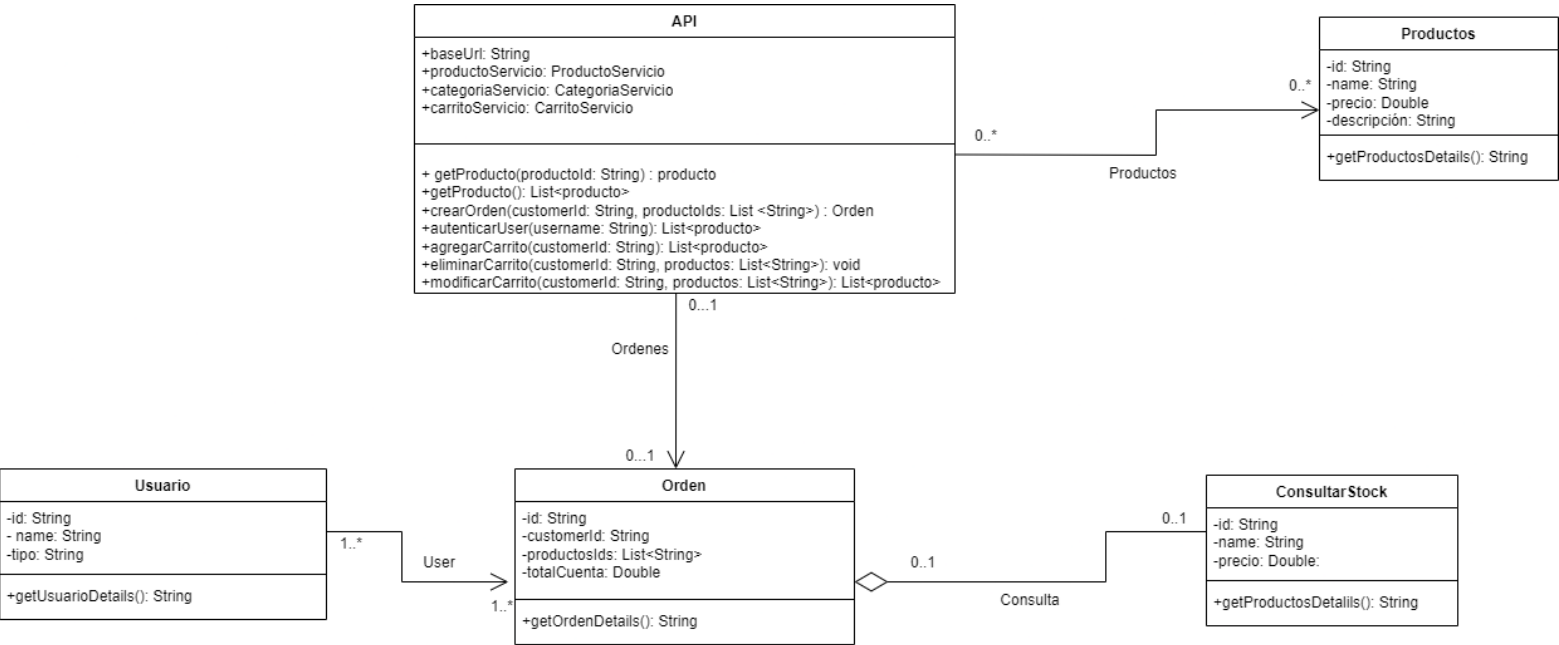 API
+baseUrl: String
+productoServicio: ProductoServicio
+categoriaServicio: CategoriaServicio
+carritoServicio: CarritoServicio
+ getProducto(productoId: String) : producto
+getProducto(): List<producto>
+crearOrden(customerId: String, productoIds: List <String>) : Orden
+autenticarUser(username: String): List<producto>
+agregarCarrito(customerId: String): List<producto>
+eliminarCarrito(customerId: String, productos: List<String>): void
+modificarCarrito(customerId: String, productos: List<String>): List<producto>
0..*
Productos
0..*
Productos
-id: String
-name: String
-precio: Double
-descripción: String
+getProductosDetails(): String
0...1
Ordenes
0...1
Usuario
-id: String
- name: String
-tipo: String
+getUsuarioDetails(): String
1..*
User
1..*
Orden
-id: String
-customerId: String
-productosIds: List<String>
-totalCuenta: Double
+getOrdenDetails(): String
0..1
Consulta
0..1
ConsultarStock
-id: String
-name: String
-precio: Double:
+getProductosDetalils(): String